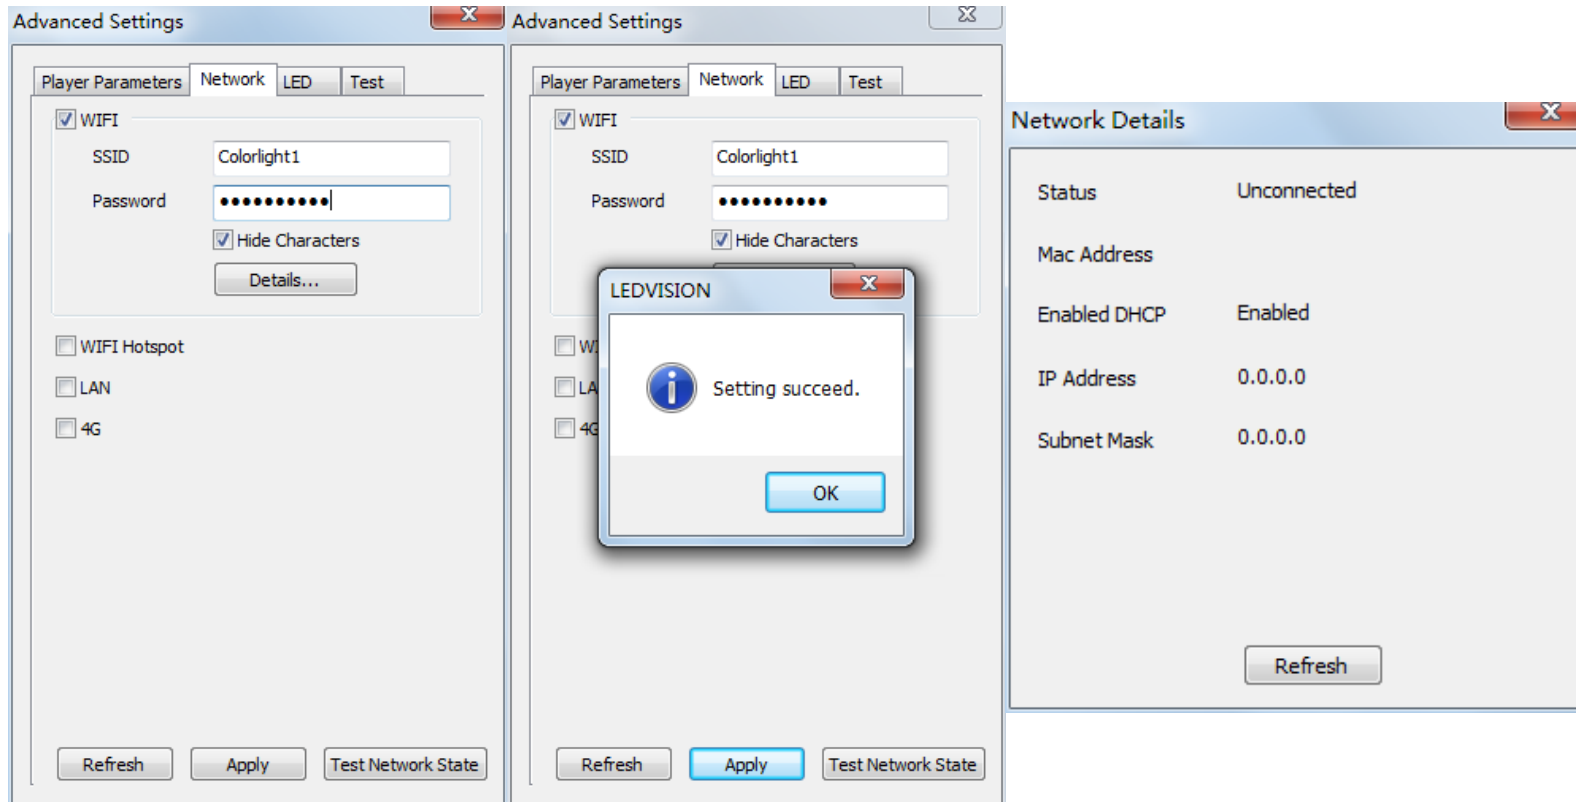 Advanced Settings
Player Parameters Network LED Test
WIFI
SSID Colorlight1
Password ●●●●●●●●●●
Hide Characters
Details...
WIFI Hotspot
LAN
4G
Refresh Apply Test Network State
Advanced Settings
Player Parameters Network LED Test
WIFI
SSID Colorlight1
Password ●●●●●●●●●●
Hide Characters
LEDVISION
Setting succeed.
OK
WI
LA
4G
Refresh Apply Test Network State
Network Details
Status Unconnected
Mac Address
Enabled DHCP Enabled
IP Address 0.0.0.0
Subnet Mask 0.0.0.0
Refresh